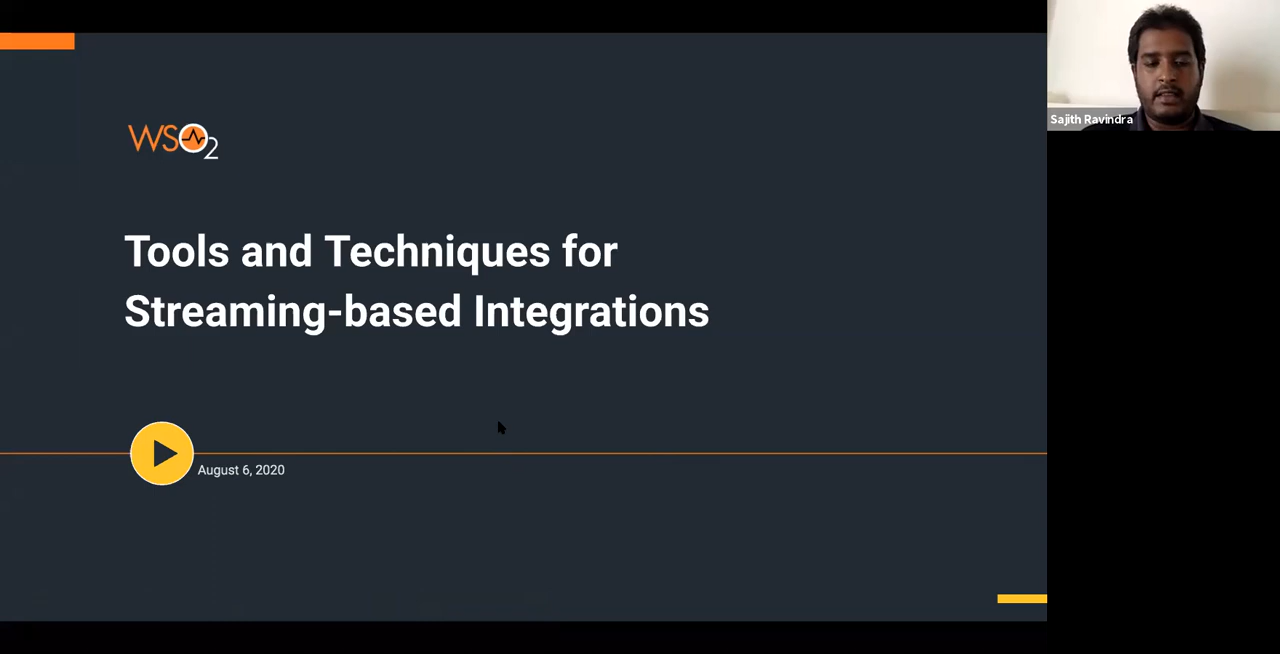 WSO2
Tools and Techniques for
Streaming-based Integrations
August 6, 2020
Sajith Ravindra